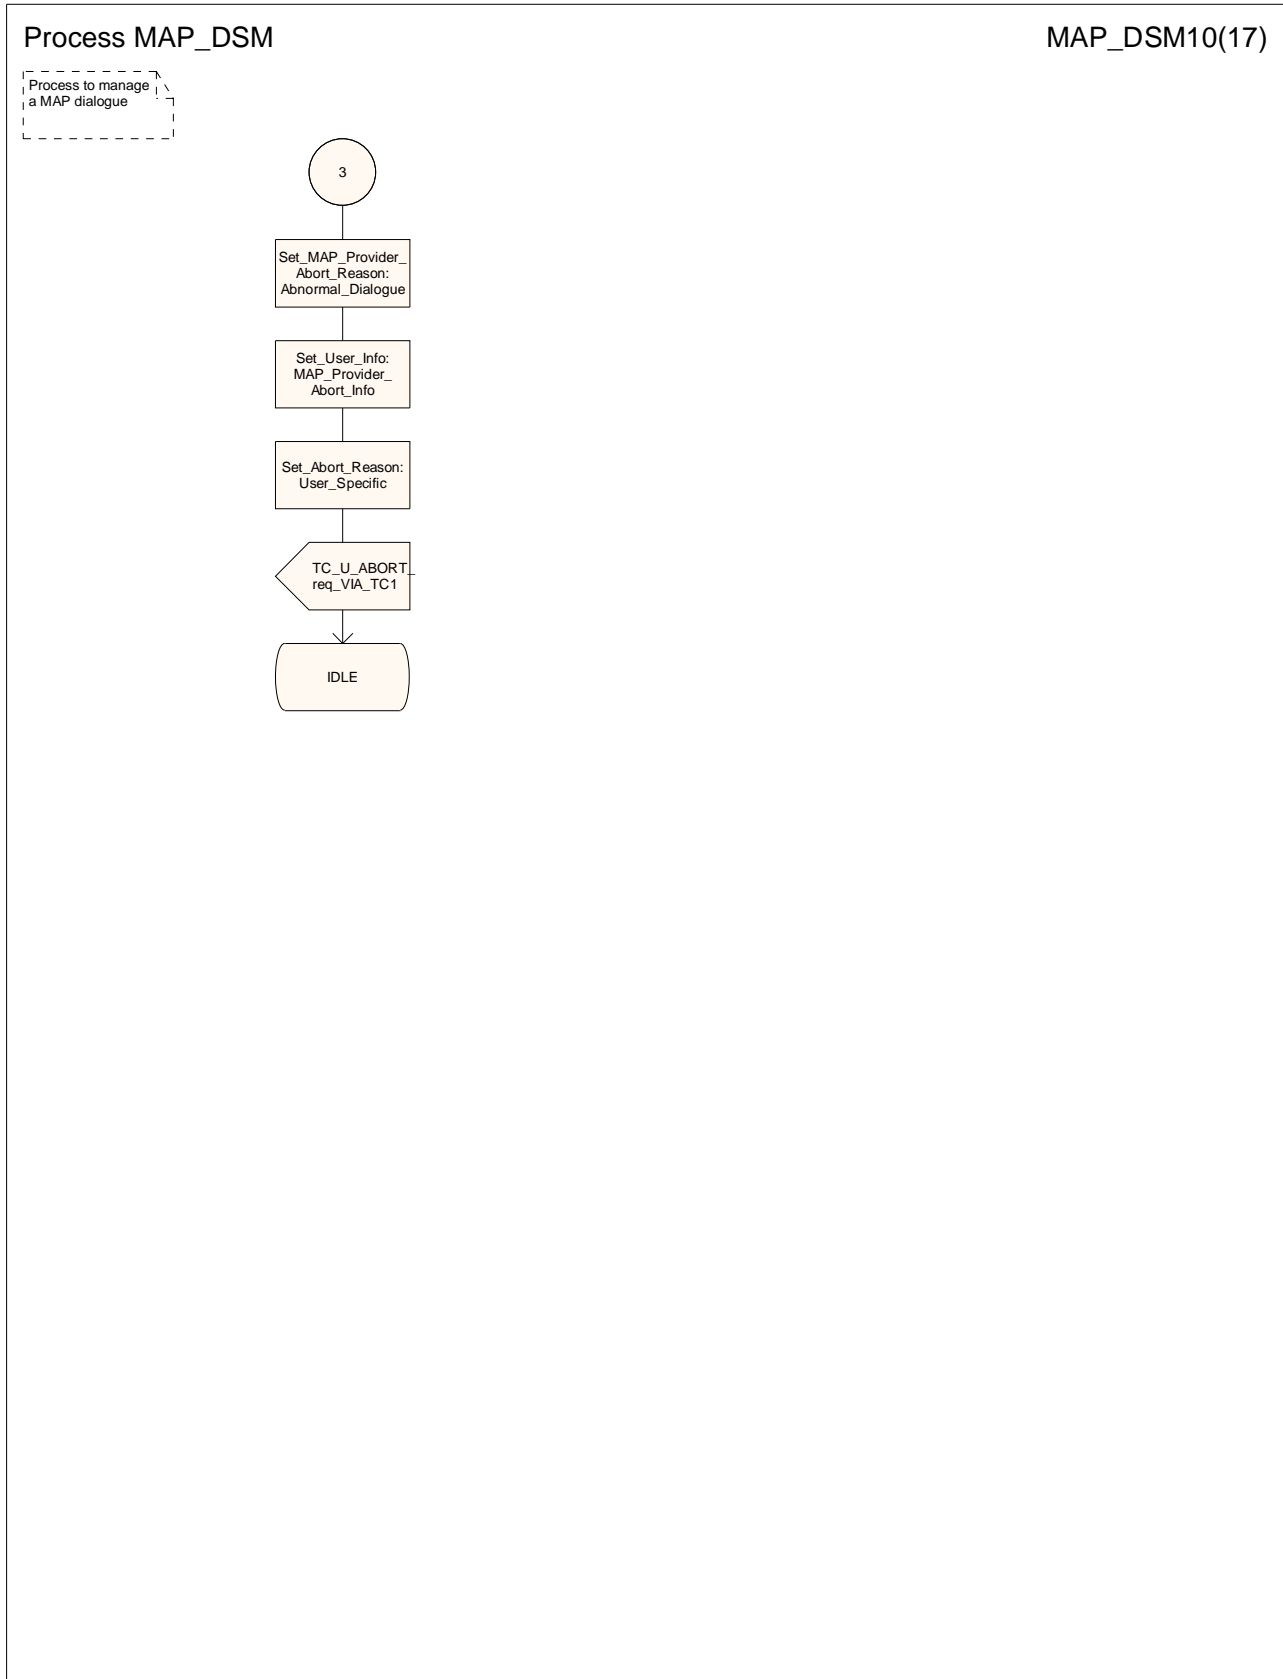 Process MAP_DSM
MAP_DSM10(17)
Process to manage
a MAP dialogue
3
Set_MAP_Provider_
Abort_Reason:
Abnormal_Dialogue
Set_User_Info:
MAP_Provider_
Abort_Info
Set_Abort_Reason:
User_Specific
TC_U_ABORT_
req_VIA_TC1
IDLE